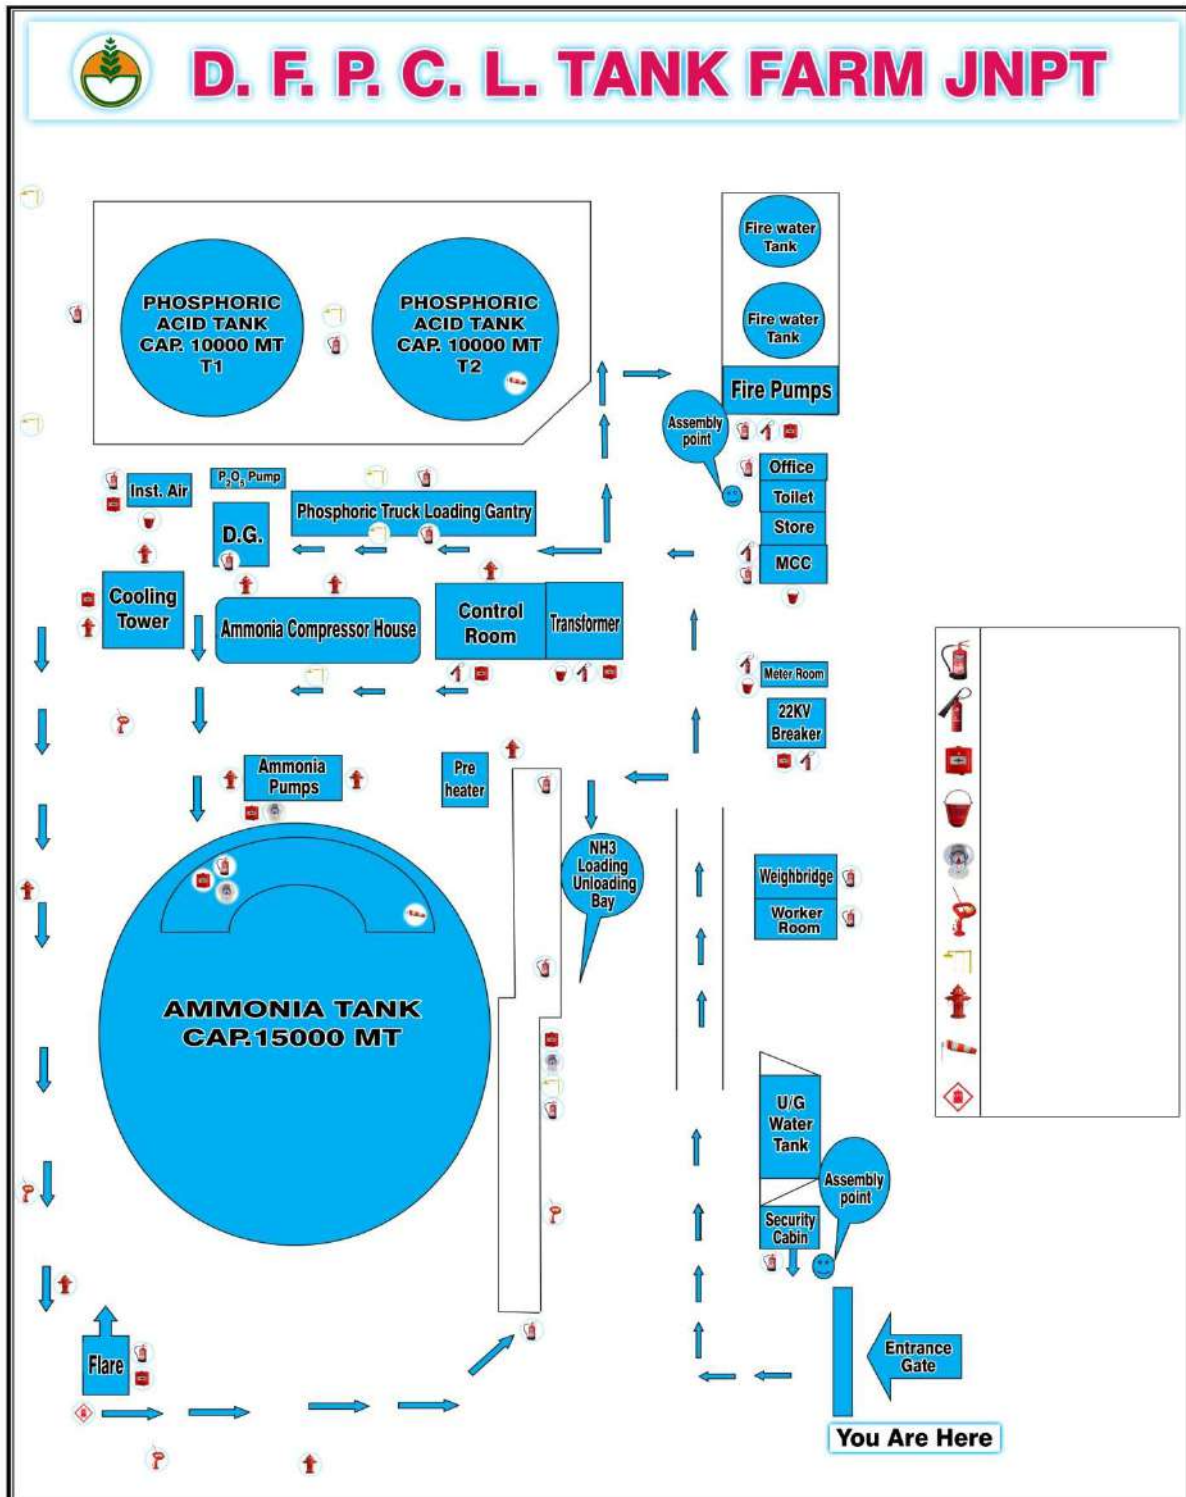 D. F. P. C. L. TANK FARM JNPT
PHOSPHORIC
ACID TANK
CAP. 10000 MT
T1
PHOSPHORIC
ACID TANK
CAP. 10000 MT
T2
Fire water
Tank
Fire water
Tank
Fire Pumps
Assembly
point
Office
Toilet
Store
MCC
Inst. Air
P₂O₅ Pump
D.G.
Phosphoric Truck Loading Gantry
Cooling
Tower
Ammonia Compressor House
Control
Room
Transformer
Meter Room
22KV
Breaker
Ammonia
Pumps
Pre
heater
NH3
Loading
Unloading
Bay
Weighbridge
Worker
Room
AMMONIA TANK
CAP.15000 MT
U/G
Water
Tank
Assembly
point
Security
Cabin
Flare
Entrance
Gate
You Are Here